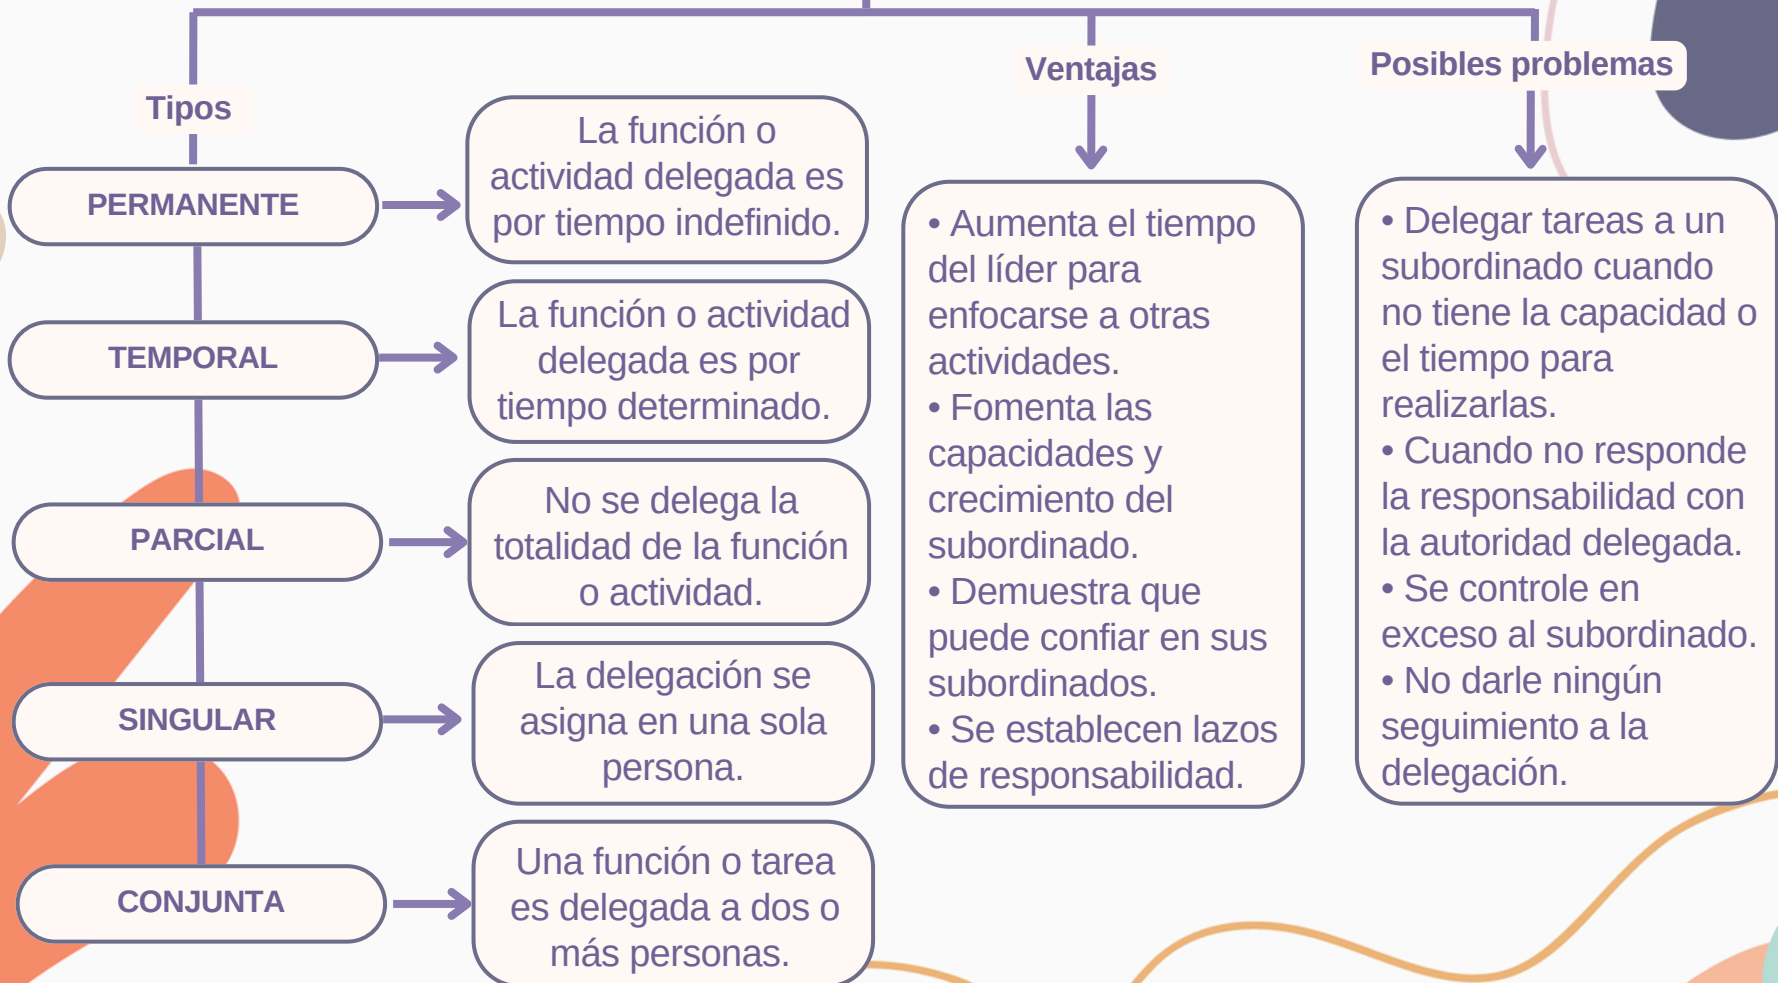 Tipos
PERMANENTE
La función o
actividad delegada es
por tiempo indefinido.
TEMPORAL
La función o actividad
delegada es por
tiempo determinado.
PARCIAL
No se delega la
totalidad de la función
o actividad.
SINGULAR
La delegación se
asigna en una sola
persona.
CONJUNTA
Una función o tarea
es delegada a dos o
más personas.
Ventajas
• Aumenta el tiempo
del líder para
enfocarse a otras
actividades.
• Fomenta las
capacidades y
crecimiento del
subordinado.
• Demuestra que
puede confiar en sus
subordinados.
• Se establecen lazos
de responsabilidad.
Posibles problemas
• Delegar tareas a un
subordinado cuando
no tiene la capacidad o
el tiempo para
realizarlas.
• Cuando no responde
la responsabilidad con
la autoridad delegada.
• Se controle en
exceso al subordinado.
• No darle ningún
seguimiento a la
delegación.